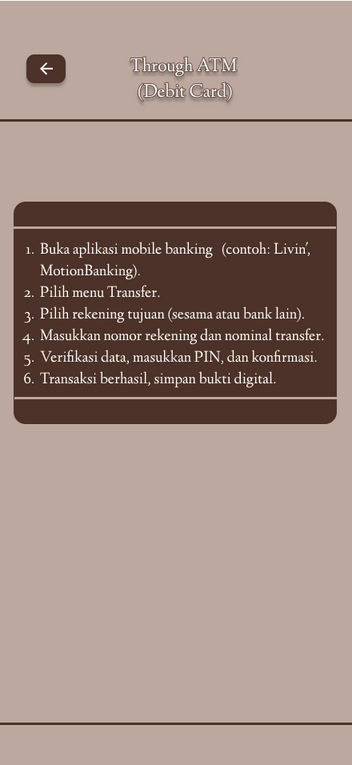 Through ATM
(Debit Card)
1. Buka aplikasi mobile banking (contoh: Livin',
MotionBanking).
2. Pilih menu Transfer.
3. Pilih rekening tujuan (sesama atau bank lain).
4. Masukkan nomor rekening dan nominal transfer.
5. Verifikasi data, masukkan PIN, dan konfirmasi.
6. Transaksi berhasil, simpan bukti digital.